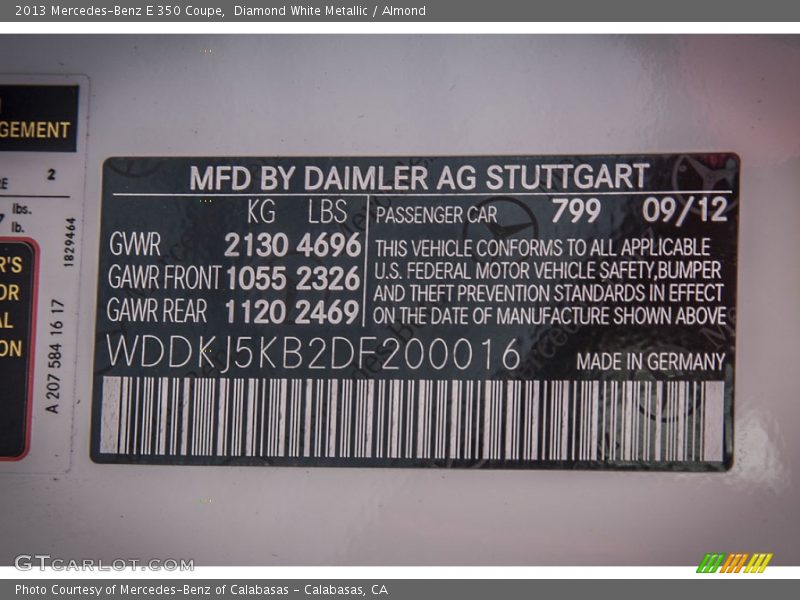 2013 Mercedes-Benz E 350 Coupe, Diamond White Metallic / Almond
GEMENT
2
lbs.
lb.
1829464
A 207 584 16 17
MFD BY DAIMLER AG STUTTGART
KG LBS
GVWR 2130 4696
GAWR FRONT 1055 2326
GAWR REAR 1120 2469
PASSENGER CAR 799 09/12
THIS VEHICLE CONFORMS TO ALL APPLICABLE
U.S. FEDERAL MOTOR VEHICLE SAFETY,BUMPER
AND THEFT PREVENTION STANDARDS IN EFFECT
ON THE DATE OF MANUFACTURE SHOWN ABOVE
WDDKJ5KB2DF200016
MADE IN GERMANY
GTCARLOT.COM
Photo Courtesy of Mercedes-Benz of Calabasas - Calabasas, CA